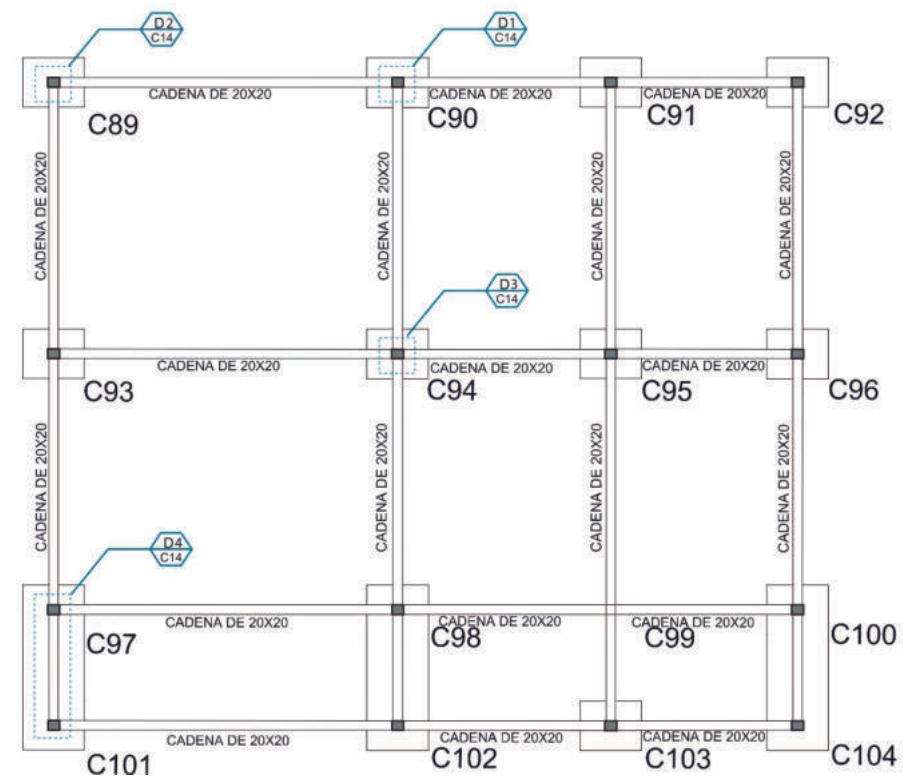 D2
C14
D1
C14
CADENA DE 20X20
CADENA DE 20X20
CADENA DE 20X20
C89
C90
C91
C92
CADENA DE 20X20
CADENA DE 20X20
CADENA DE 20X20
CADENA DE 20X20
D3
C14
CADENA DE 20X20
CADENA DE 20X20
CADENA DE 20X20
C93
C94
C95
C96
CADENA DE 20X20
CADENA DE 20X20
CADENA DE 20X20
CADENA DE 20X20
D4
C14
CADENA DE 20X20
CADENA DE 20X20
CADENA DE 20X20
C97
C98
C99
C100
CADENA DE 20X20
CADENA DE 20X20
CADENA DE 20X20
C101
C102
C103
C104